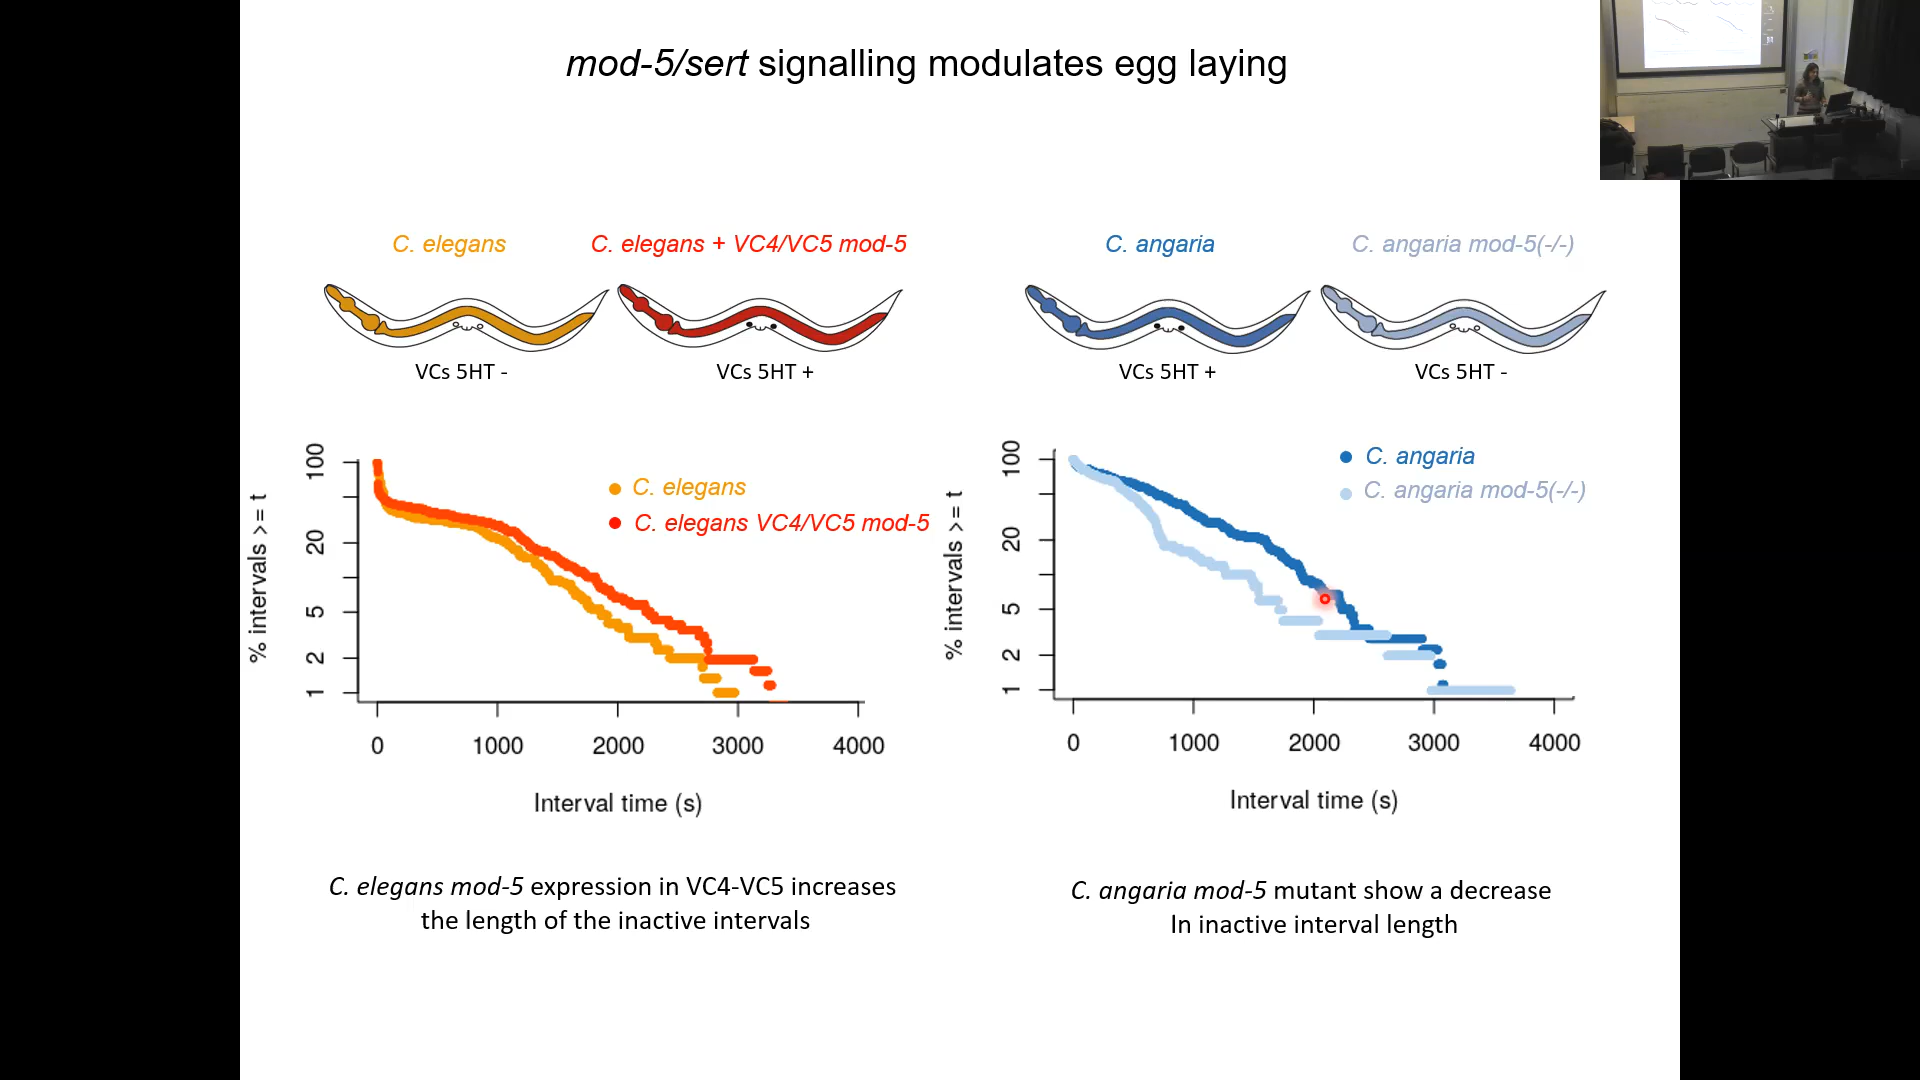 mod-5/sert signalling modulates egg laying
C. elegans
C. elegans + VC4/VC5 mod-5
C. angaria
C. angaria mod-5(-/-)
VCs 5HT -
VCs 5HT +
VCs 5HT +
VCs 5HT -
% intervals >= t
100
20
5
2
1
C. elegans
C. elegans VC4/VC5 mod-5
0
1000
2000
3000
4000
Interval time (s)
% intervals >= t
100
20
5
2
1
C. angaria
C. angaria mod-5(-/-)
0
1000
2000
3000
4000
Interval time (s)
C. elegans mod-5 expression in VC4-VC5 increases
the length of the inactive intervals
C. angaria mod-5 mutant show a decrease
In inactive interval length